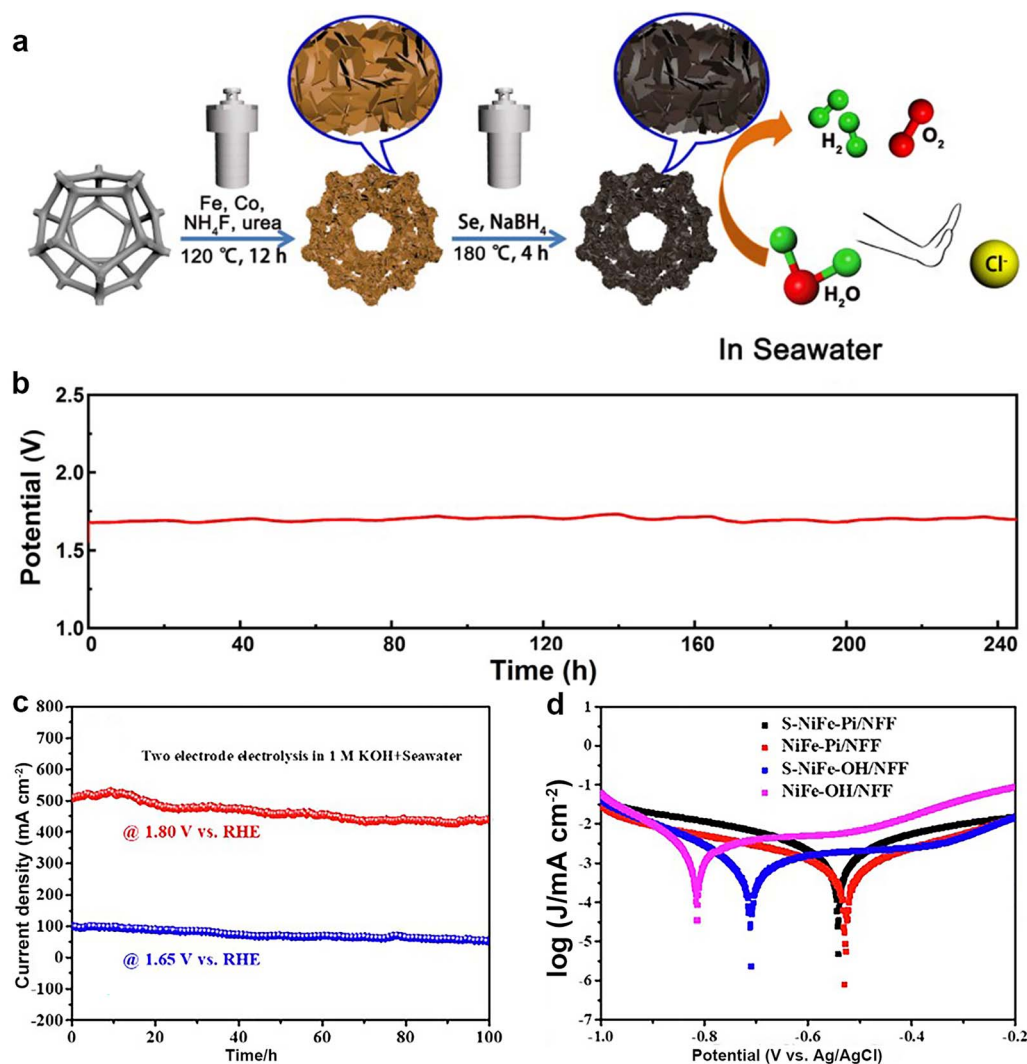 a
Fe, Co,
NH₄F, urea
120 ℃, 12 h
Se, NaBH₄
180 ℃, 4 h
H₂
O₂
H₂O
Cl⁻
In Seawater
b
Potential (V)
2.5
2.0
1.5
1.0
0 40 80 120 160 200 240
Time (h)
c
Current density (mA cm⁻²)
800
700
600
500
400
300
200
100
0
-100
-200
Two electrode electrolysis in 1 M KOH+Seawater
@ 1.80 V vs. RHE
@ 1.65 V vs. RHE
0 20 40 60 80 100
Time/h
d
log (J/mA cm⁻²)
1
0
-1
-2
-3
-4
-5
-6
-7
S-NiFe-Pi/NFF
NiFe-Pi/NFF
S-NiFe-OH/NFF
NiFe-OH/NFF
-1.0 -0.8 -0.6 -0.4 -0.2
Potential (V vs. Ag/AgCl)